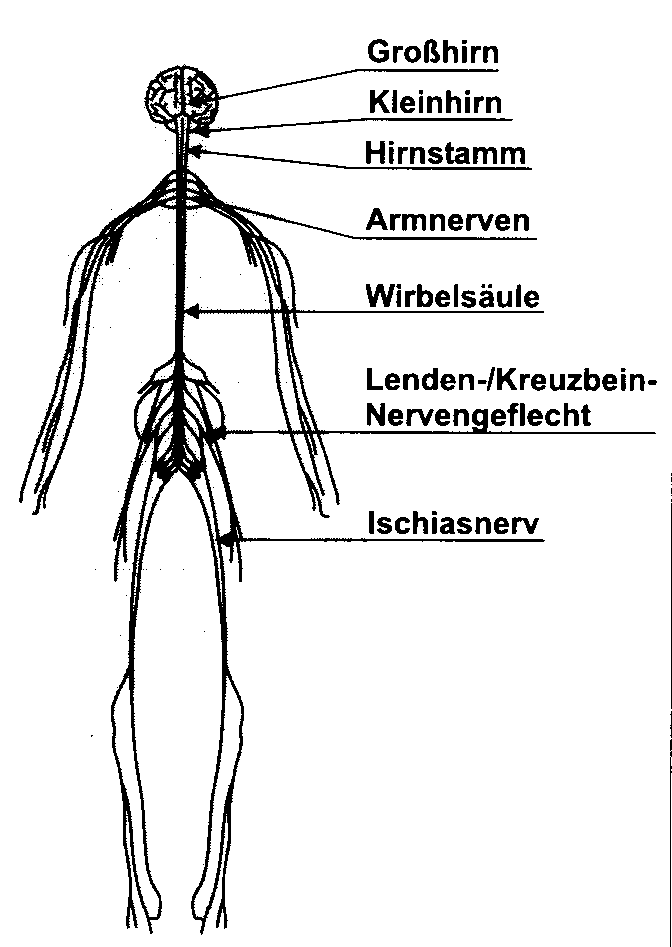 Großhirn
Kleinhirn
Hirnstamm
Armnerven
Wirbelsäule
Lenden-/Kreuzbein-
Nervengeflecht
Ischiasnerv